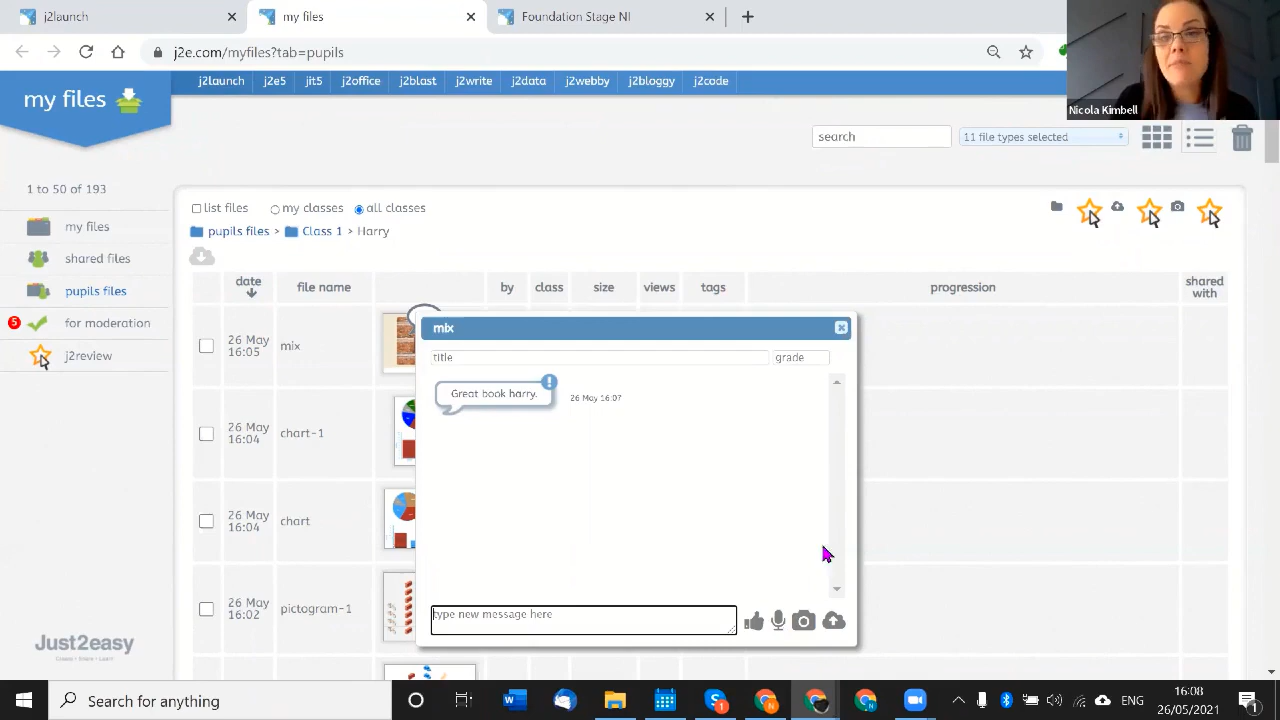 j2launch
my files
Foundation Stage NI
j2e.com/myfiles?tab=pupils
Nicola Kimbell
my files
j2launch j2e5 jit5 j2office j2blast j2write j2data j2webby j2bloggy j2code
search
11 file types selected
1 to 50 of 193
my files
shared files
pupils files
5 for moderation
j2review
list files my classes all classes
pupils files > Class 1 > Harry
date file name by class size views tags progression shared with
26 May 16:05 mix
26 May 16:04 chart-1
26 May 16:04 chart
26 May 16:02 pictogram-1
mix
title grade
Great book harry. ! 26 May 16:07
type new message here
Just2easy
Create • Share • Learn
Search for anything
ENG
16:08
26/05/2021